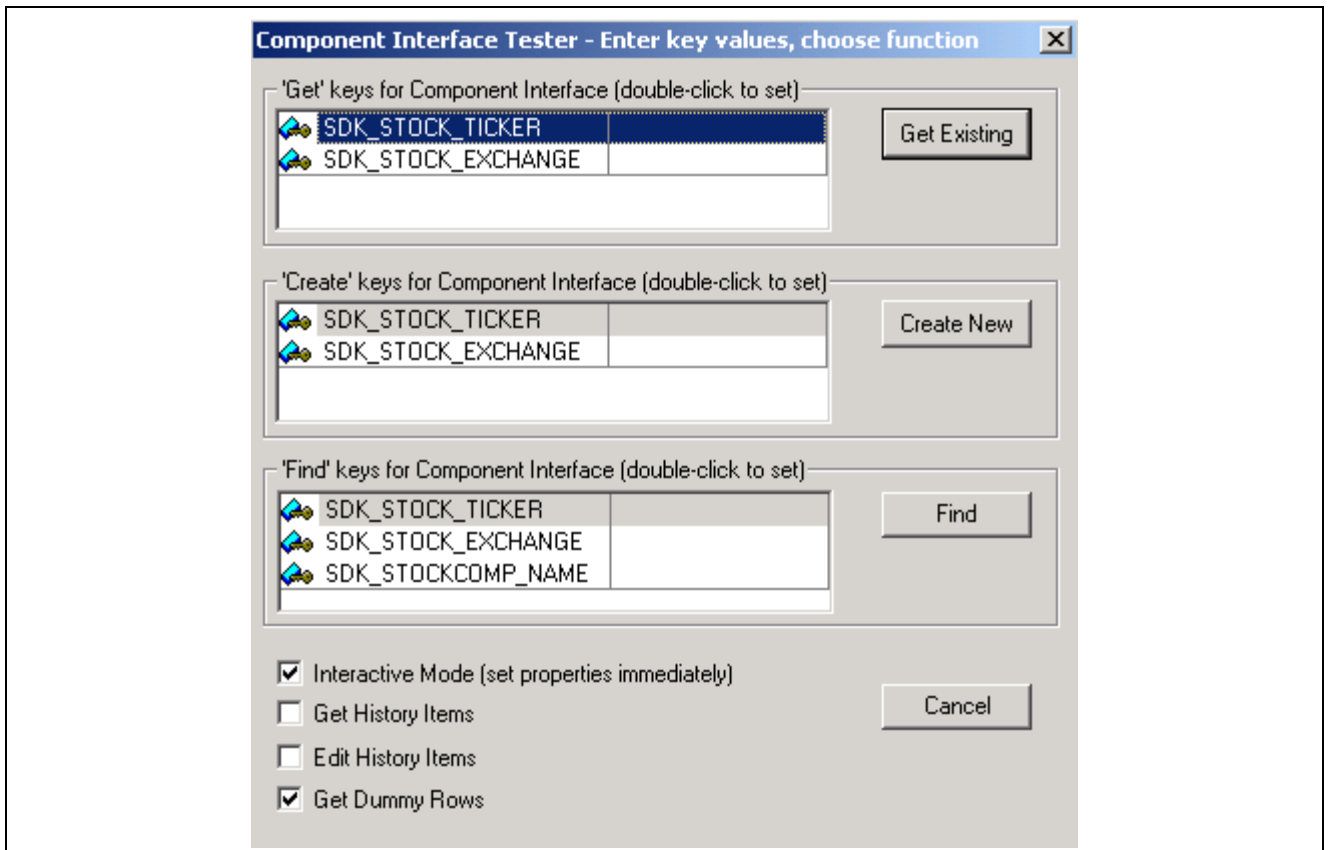 Component Interface Tester - Enter key values, choose function
'Get' keys for Component Interface (double-click to set)
SDK_STOCK_TICKER
Get Existing
SDK_STOCK_EXCHANGE
'Create' keys for Component Interface (double-click to set)
SDK_STOCK_TICKER
Create New
SDK_STOCK_EXCHANGE
'Find' keys for Component Interface (double-click to set)
SDK_STOCK_TICKER
Find
SDK_STOCK_EXCHANGE
SDK_STOCKCOMP_NAME
Interactive Mode (set properties immediately)
Get History Items
Cancel
Edit History Items
Get Dummy Rows